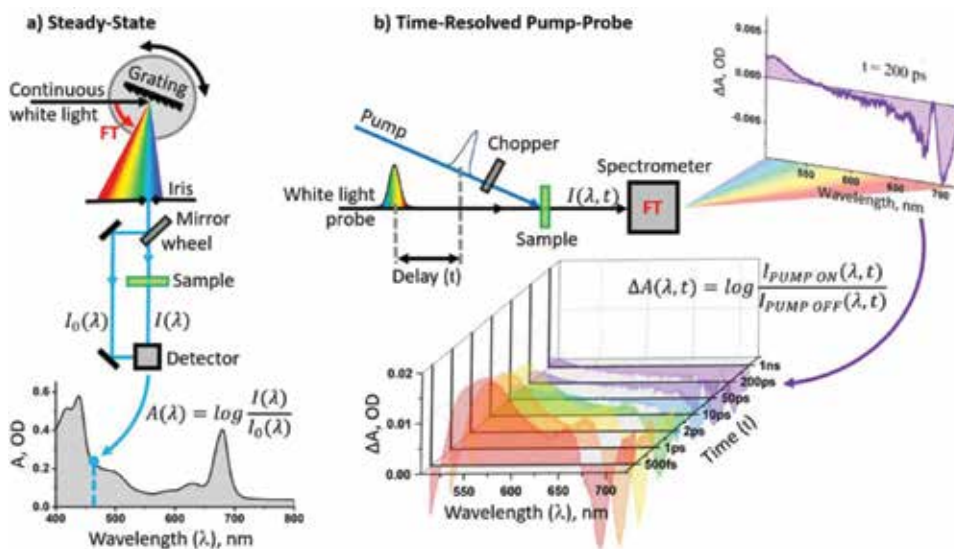 a) Steady-State
Grating
Continuous
white light
FT
Iris
Mirror
wheel
Sample
I₀(λ)
I(λ)
Detector
A(λ) = log I(λ) / I₀(λ)
A, OD
0.6
0.4
0.2
0.0
400 500 600 700 800
Wavelength (λ), nm
b) Time-Resolved Pump-Probe
Pump
Chopper
White light
probe
Delay (t)
Sample
I(λ, t)
Spectrometer
FT
ΔA, OD
0.005
0.000
-0.005
t = 200 ps
550 600 650 700
Wavelength, nm
ΔA(λ, t) = log I_PUMP ON(λ, t) / I_PUMP OFF(λ, t)
ΔA, OD
0.02
0.01
0.00
550 600 650 700
Wavelength (λ), nm
500fs
1ps
2ps
10ps
50ps
200ps
1ns
Time (t)